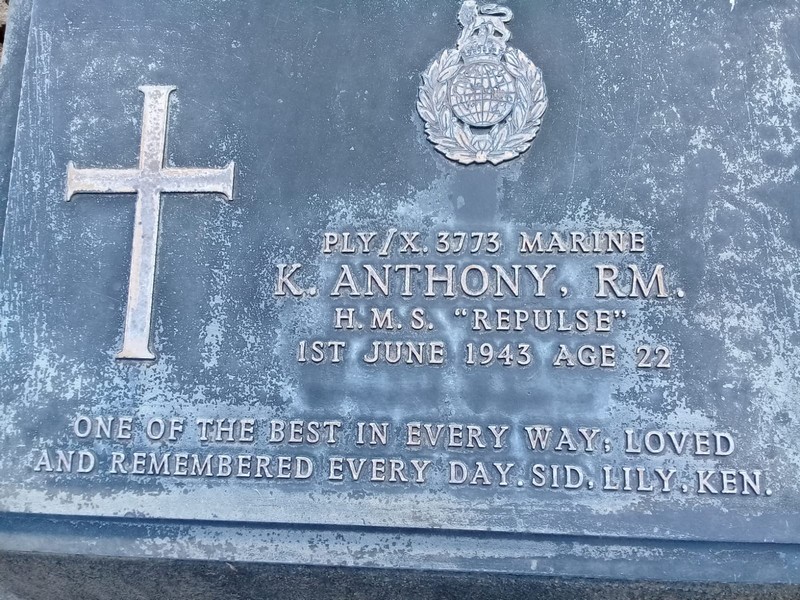 PLY/X. 3773 MARINE
K. ANTHONY, RM.
H.M.S. "REPULSE"
1ST JUNE 1943 AGE 22
ONE OF THE BEST IN EVERY WAY; LOVED
AND REMEMBERED EVERY DAY. SID, LILY, KEN.